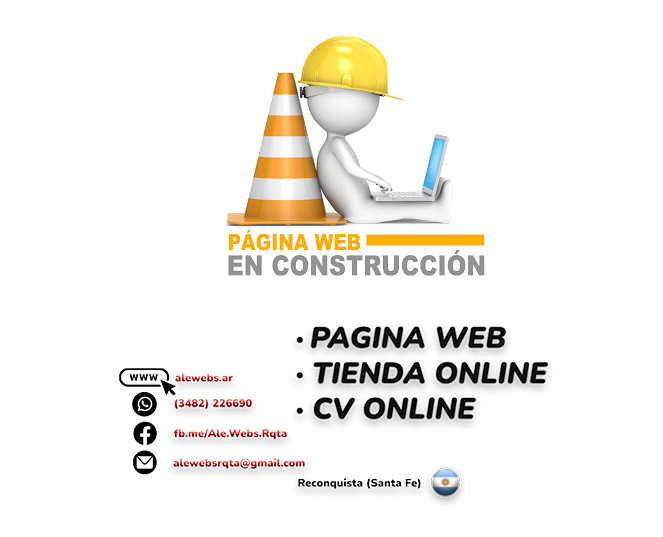 PÁGINA WEB
EN CONSTRUCCIÓN
• PAGINA WEB
• TIENDA ONLINE
• CV ONLINE
www alewebs.ar
(3482) 226690
fb.me/Ale.Webs.Rqta
alewebsrqta@gmail.com
Reconquista (Santa Fe)